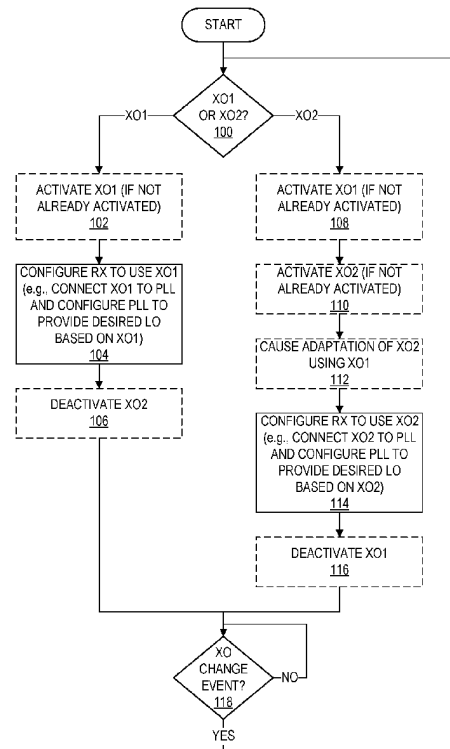 START
XO1
OR XO2?
100
XO1
XO2
ACTIVATE XO1 (IF NOT
ALREADY ACTIVATED)
102
CONFIGURE RX TO USE XO1
(e.g., CONNECT XO1 TO PLL
AND CONFIGURE PLL TO
PROVIDE DESIRED LO
BASED ON XO1)
104
DEACTIVATE XO2
106
ACTIVATE XO1 (IF NOT
ALREADY ACTIVATED)
108
ACTIVATE XO2 (IF NOT
ALREADY ACTIVATED)
110
CAUSE ADAPTATION OF XO2
USING XO1
112
CONFIGURE RX TO USE XO2
(e.g., CONNECT XO2 TO PLL
AND CONFIGURE PLL TO
PROVIDE DESIRED LO
BASED ON XO2)
114
DEACTIVATE XO1
116
XO
CHANGE
EVENT?
118
NO
YES